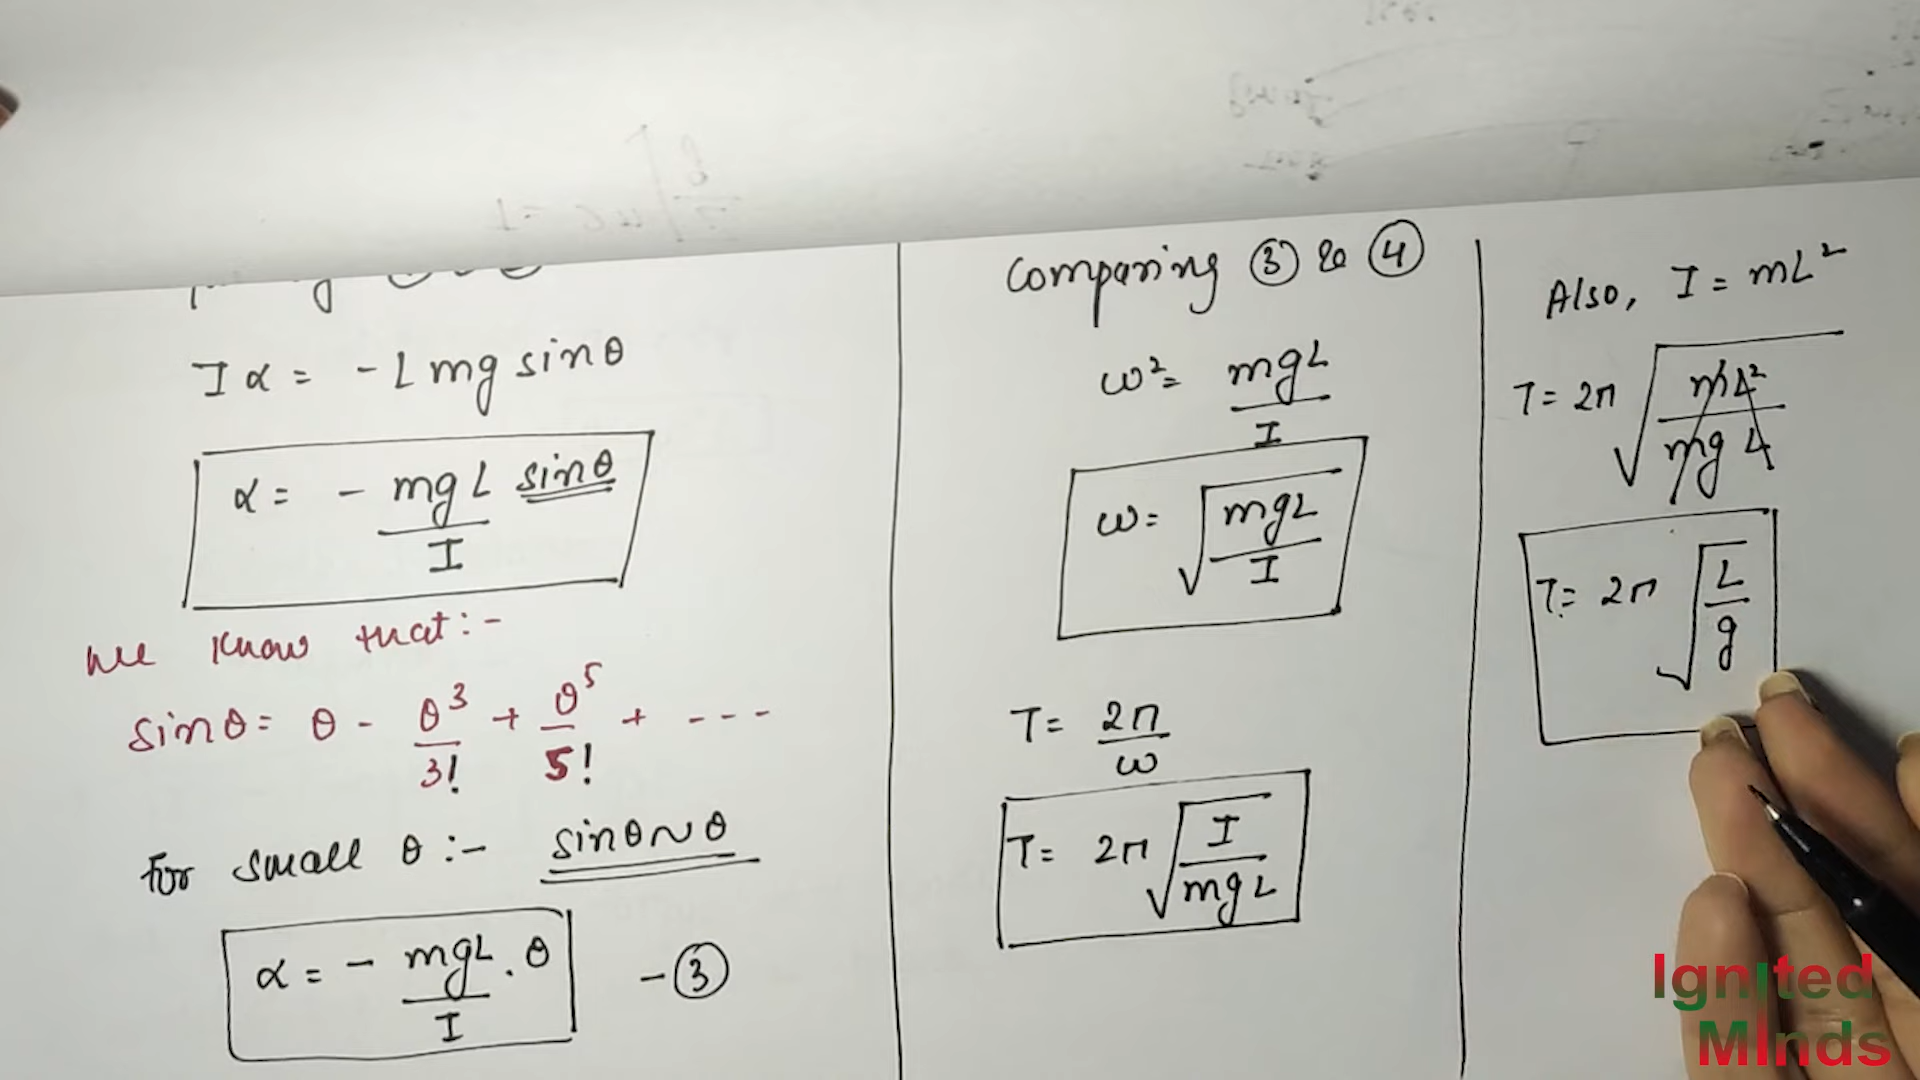 Iα = - L mg sinθ
α = - mgL/I sinθ
We know that:-
sinθ = θ - θ³/3! + θ⁵/5! + ---
For small θ :- sinθ ~ θ
α = - mgL/I . θ - ③
Comparing ③ & ④
ω² = mgL/I
ω = √(mgL/I)
T = 2π/ω
T = 2π √(I/mgL)
Also, I = mL²
T = 2π √(mL²/mgL)
T = 2π √(L/g)
Ignited
Minds